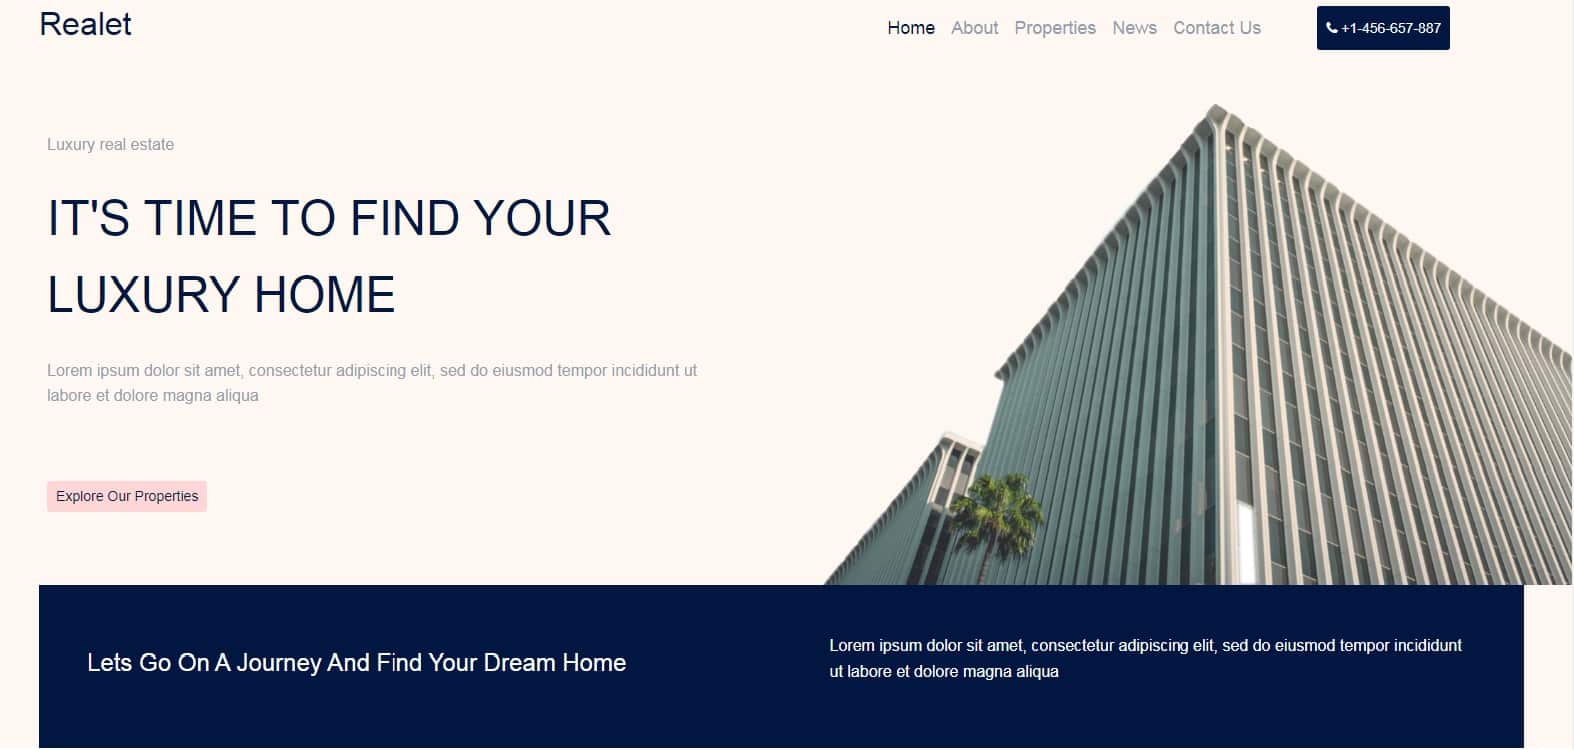 Realet
Home About Properties News Contact Us +1-456-657-887
Luxury real estate
IT'S TIME TO FIND YOUR
LUXURY HOME
Lorem ipsum dolor sit amet, consectetur adipiscing elit, sed do eiusmod tempor incididunt ut
labore et dolore magna aliqua
Explore Our Properties
Lets Go On A Journey And Find Your Dream Home
Lorem ipsum dolor sit amet, consectetur adipiscing elit, sed do eiusmod tempor incididunt
ut labore et dolore magna aliqua